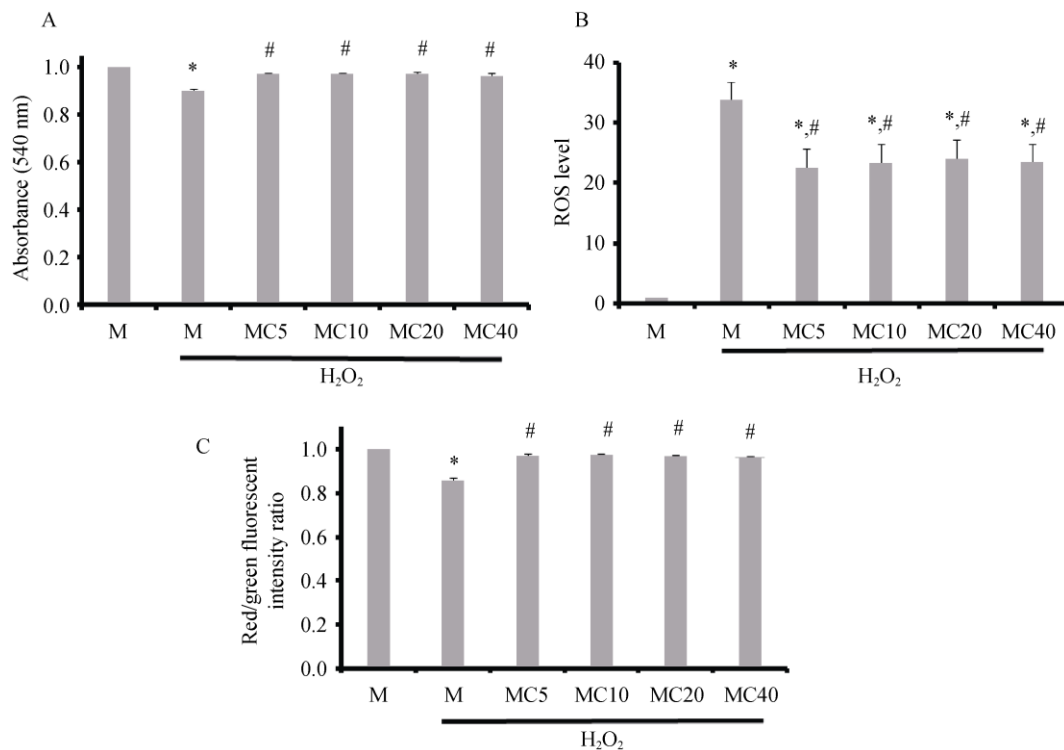 A
Absorbance (540 nm)
1.0
0.8
0.6
0.4
0.2
0.0
* # # # #
M M MC5 MC10 MC20 MC40
H₂O₂
B
ROS level
40
30
20
10
0
* *,# *,# *,# *,#
M M MC5 MC10 MC20 MC40
H₂O₂
C
Red/green fluorescent
intensity ratio
1.0
0.8
0.6
0.4
0.2
0.0
* # # # #
M M MC5 MC10 MC20 MC40
H₂O₂